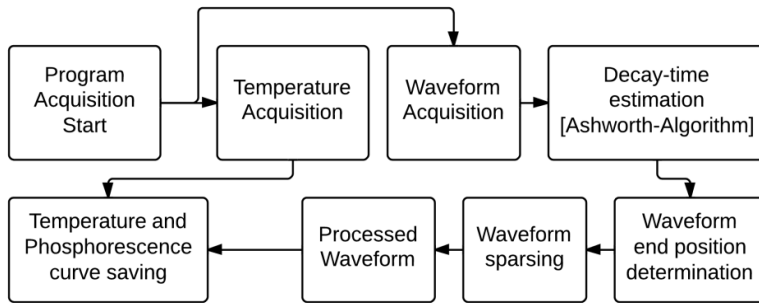 Program
Acquisition
Start
Temperature
Acquisition
Waveform
Acquisition
Decay-time
estimation
[Ashworth-Algorithm]
Temperature and
Phosphorescence
curve saving
Processed
Waveform
Waveform
sparsing
Waveform
end position
determination